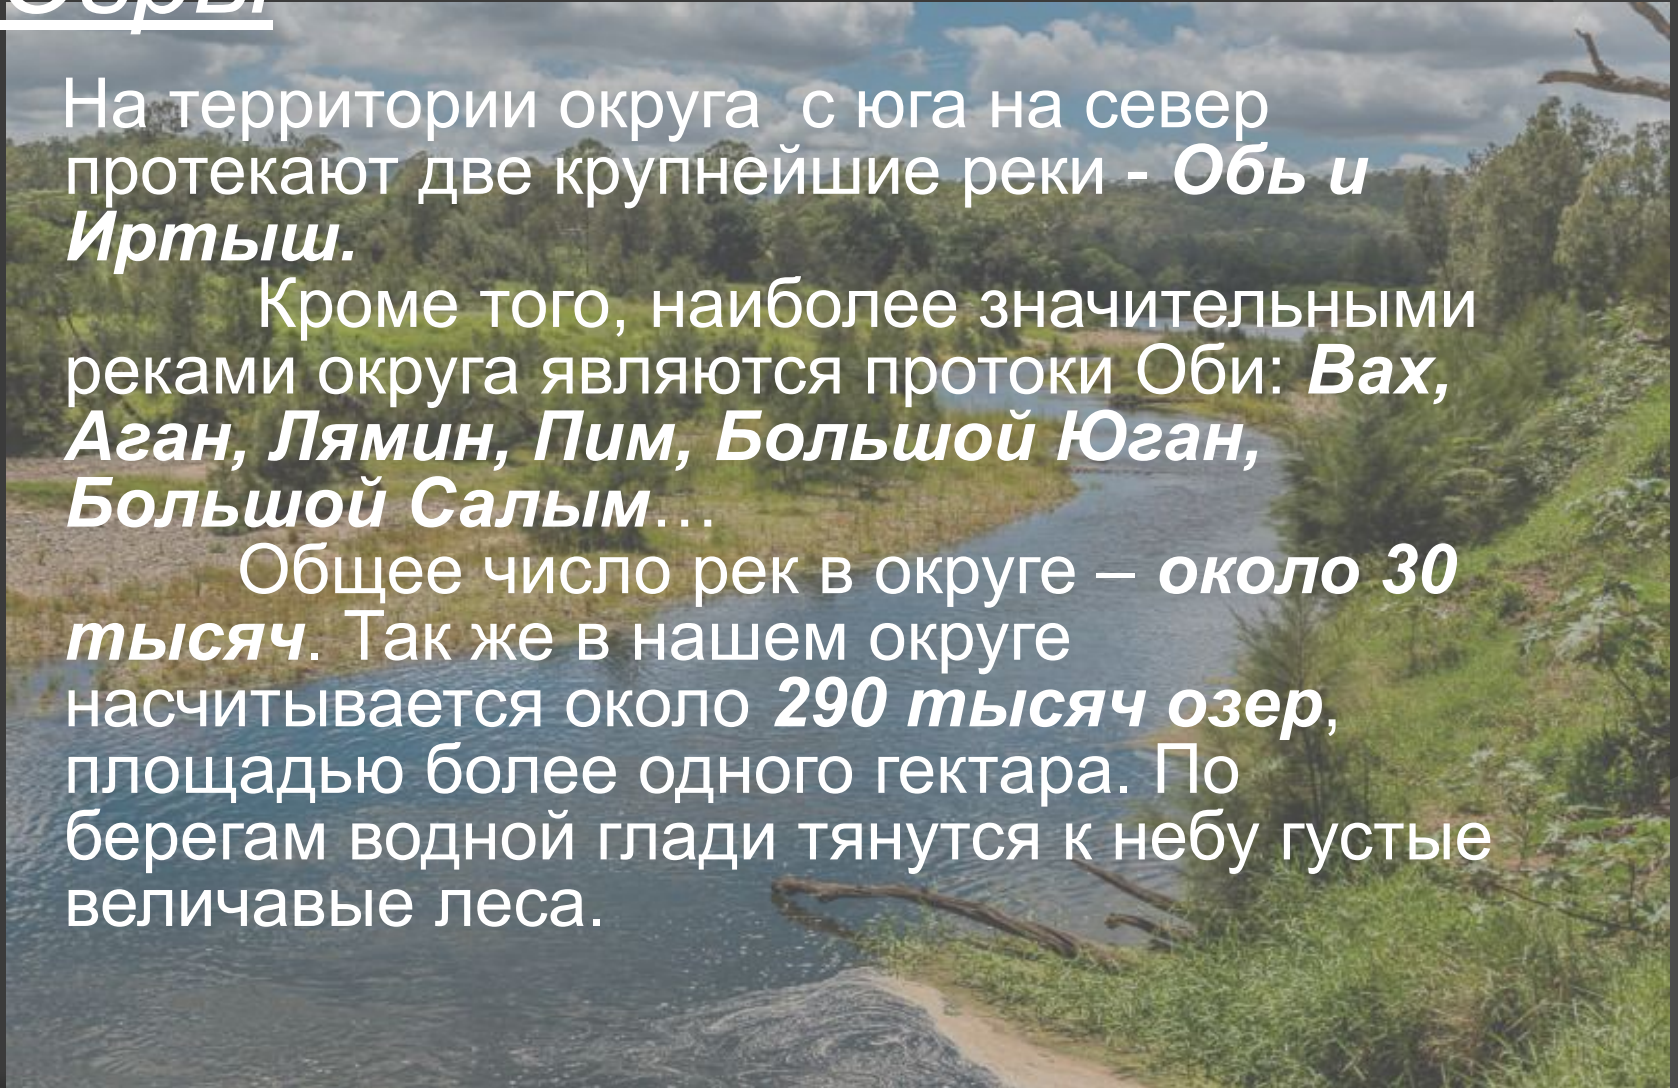 Югры
На территории округа  с юга на север
протекают две крупнейшие реки - Обь и
Иртыш.
Кроме того, наиболее значительными
реками округа являются протоки Оби: Вах,
Аган, Лямин, Пим, Большой Юган,
Большой Салым…
Общее число рек в округе – около 30
тысяч. Так же в нашем округе
насчитывается около 290 тысяч озер,
площадью более одного гектара. По
берегам водной глади тянутся к небу густые
величавые леса.